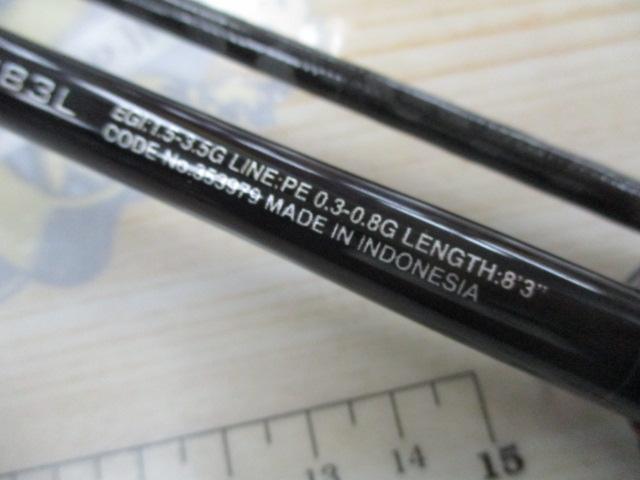 83L
EGI:1.5-3.5G LINE:PE 0.3-0.8G LENGTH:8'3"
CODE No.353979 MADE IN INDONESIA
13 14 15